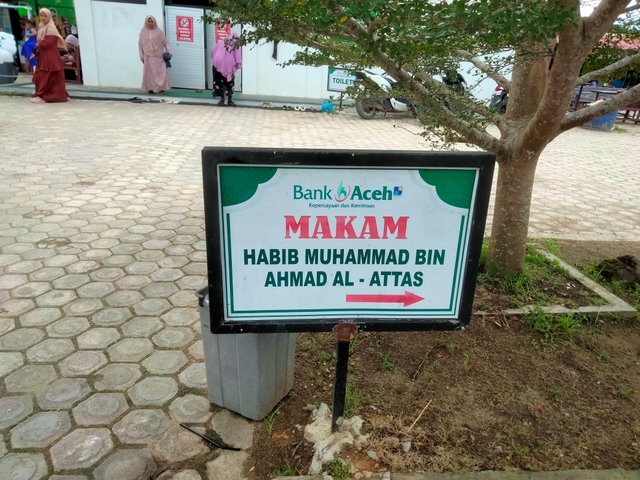 TOILET
Bank Aceh
Kepercayaan dan Kemitraan
MAKAM
HABIB MUHAMMAD BIN
AHMAD AL - ATTAS